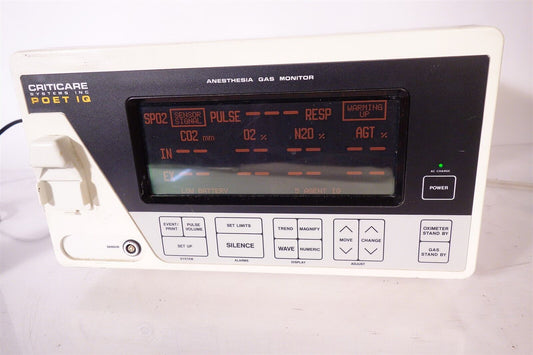 CRITICARE
SYSTEMS INC
POET IQ
ANESTHESIA GAS MONITOR
SPO2 SENSOR SIGNAL PULSE --- RESP WARMING UP
CO2 mm O2 % N2O % AGT %
IN -- -- -- --
EX -- -- -- --
LOW BATTERY 5 AGENT IQ
AC CHARGE
POWER
EVENT/PRINT
PULSE VOLUME
SET UP
SYSTEM
SET LIMITS
SILENCE
ALARMS
TREND
MAGNIFY
WAVE
NUMERIC
DISPLAY
MOVE
CHANGE
ADJUST
OXIMETER STAND BY
GAS STAND BY
SENSOR